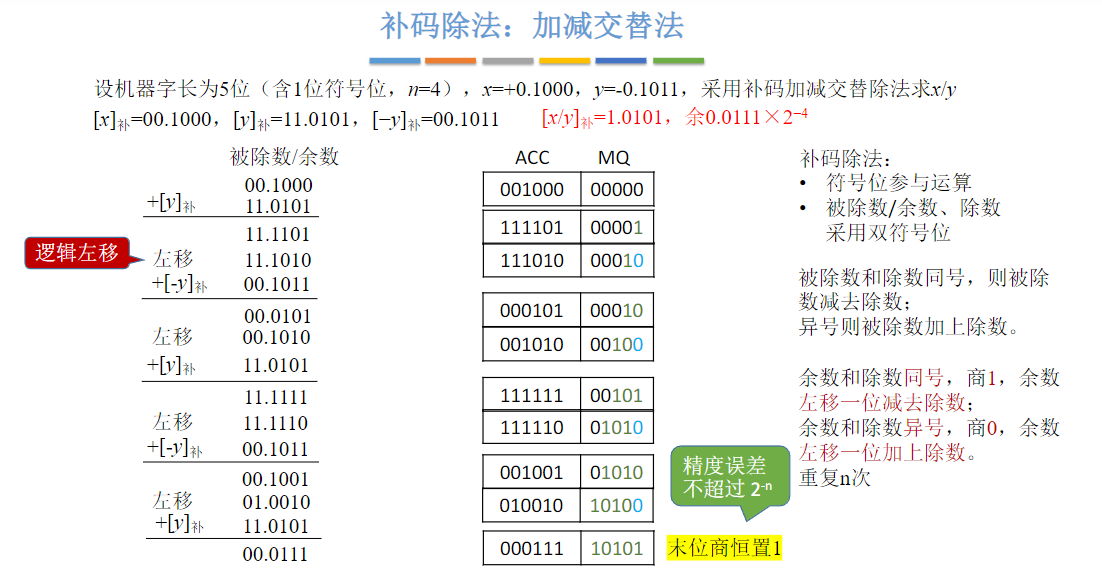 补码除法：加减交替法
设机器字长为5位（含1位符号位，n=4），x=+0.1000，y=-0.1011，采用补码加减交替除法求x/y
[x]补=00.1000，[y]补=11.0101，[−y]补=00.1011
[x/y]补=1.0101，余0.0111×2−4
被除数/余数
00.1000
+[y]补 11.0101
11.1101
逻辑左移
左移 11.1010
+[-y]补 00.1011
00.0101
左移 00.1010
+[y]补 11.0101
11.1111
左移 11.1110
+[-y]补 00.1011
00.1001
左移 01.0010
+[y]补 11.0101
00.0111
ACC MQ
001000 00000
111101 00001
111010 00010
000101 00010
001010 00100
111111 00101
111110 01010
001001 01010
010010 10100
000111 10101
精度误差
不超过 2-n
末位商恒置1
补码除法：
• 符号位参与运算
• 被除数/余数、除数
采用双符号位
被除数和除数同号，则被除
数减去除数；
异号则被除数加上除数。
余数和除数同号，商1，余数
左移一位减去除数；
余数和除数异号，商0，余数
左移一位加上除数。
重复n次